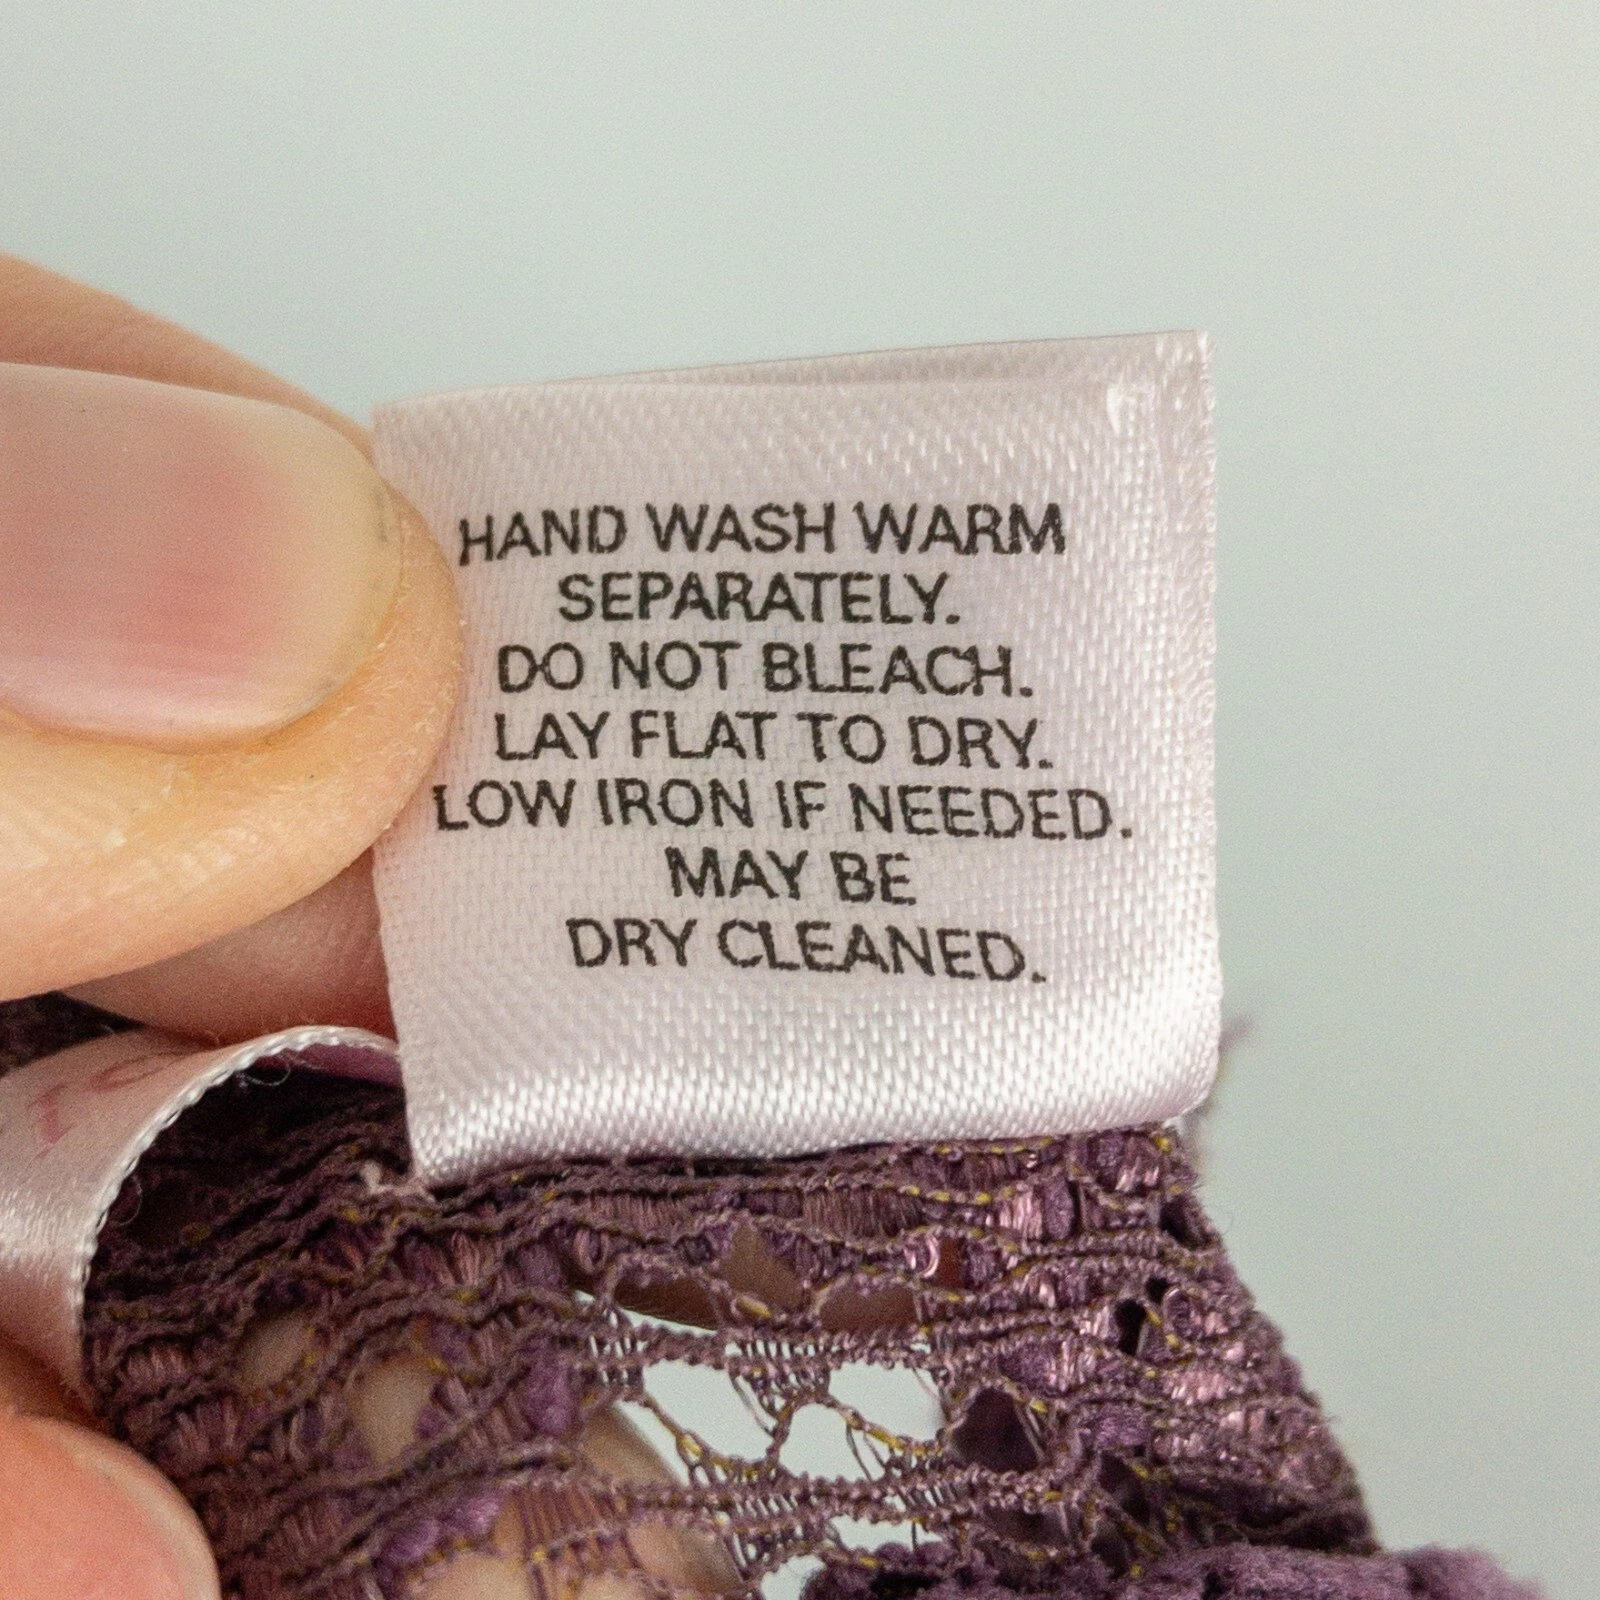 HAND WASH WARM
SEPARATELY.
DO NOT BLEACH.
LAY FLAT TO DRY.
LOW IRON IF NEEDED.
MAY BE
DRY CLEANED.